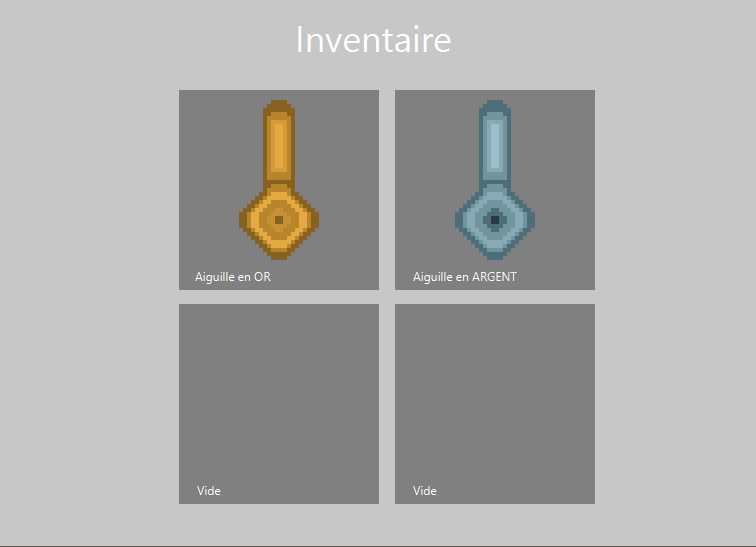 Inventaire
Aiguille en OR
Aiguille en ARGENT
Vide
Vide